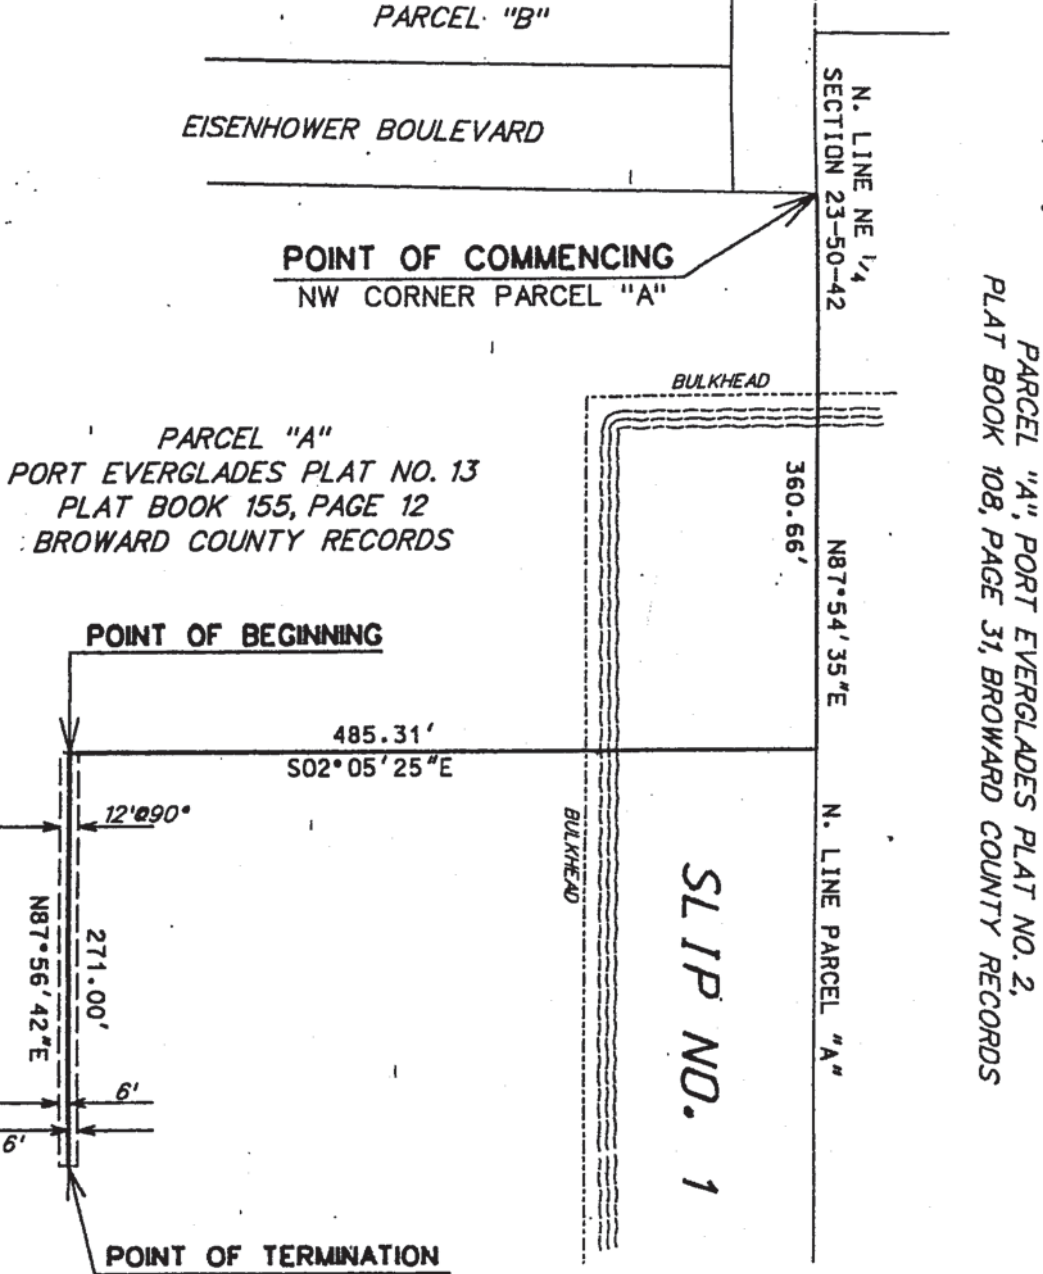 PARCEL "B"
EISENHOWER BOULEVARD
N. LINE NE 1/4
SECTION 23-50-42
POINT OF COMMENCING
NW CORNER PARCEL "A"
PARCEL "A", PORT EVERGLADES PLAT NO. 2,
PLAT BOOK 108, PAGE 31, BROWARD COUNTY RECORDS
BULKHEAD
PARCEL "A"
PORT EVERGLADES PLAT NO. 13
PLAT BOOK 155, PAGE 12
BROWARD COUNTY RECORDS
360.66'
N87°54'35"E
POINT OF BEGINNING
485.31'
S02°05'25"E
12'@90°
BULKHEAD
N. LINE PARCEL "A"
SLIP NO. 1
271.00'
N87°56'42"E
6'
6'
POINT OF TERMINATION